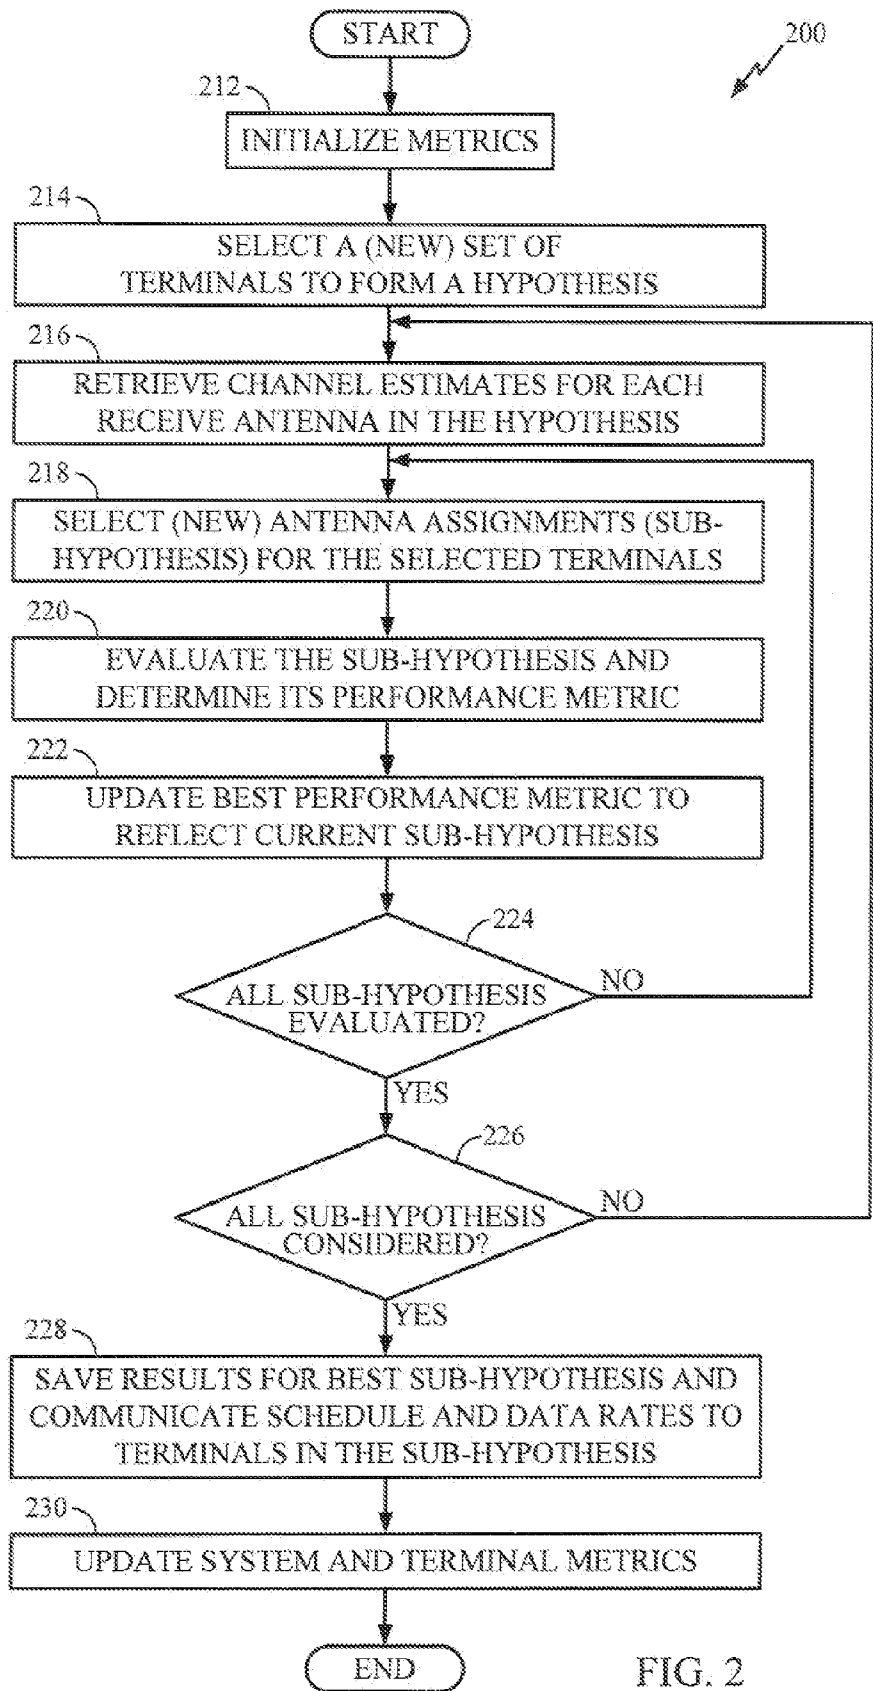 START
200
212
INITIALIZE METRICS
214
SELECT A (NEW) SET OF
TERMINALS TO FORM A HYPOTHESIS
216
RETRIEVE CHANNEL ESTIMATES FOR EACH
RECEIVE ANTENNA IN THE HYPOTHESIS
218
SELECT (NEW) ANTENNA ASSIGNMENTS (SUB-
HYPOTHESIS) FOR THE SELECTED TERMINALS
220
EVALUATE THE SUB-HYPOTHESIS AND
DETERMINE ITS PERFORMANCE METRIC
222
UPDATE BEST PERFORMANCE METRIC TO
REFLECT CURRENT SUB-HYPOTHESIS
224
ALL SUB-HYPOTHESIS
EVALUATED?
NO
YES
226
ALL SUB-HYPOTHESIS
CONSIDERED?
NO
YES
228
SAVE RESULTS FOR BEST SUB-HYPOTHESIS AND
COMMUNICATE SCHEDULE AND DATA RATES TO
TERMINALS IN THE SUB-HYPOTHESIS
230
UPDATE SYSTEM AND TERMINAL METRICS
END
FIG. 2